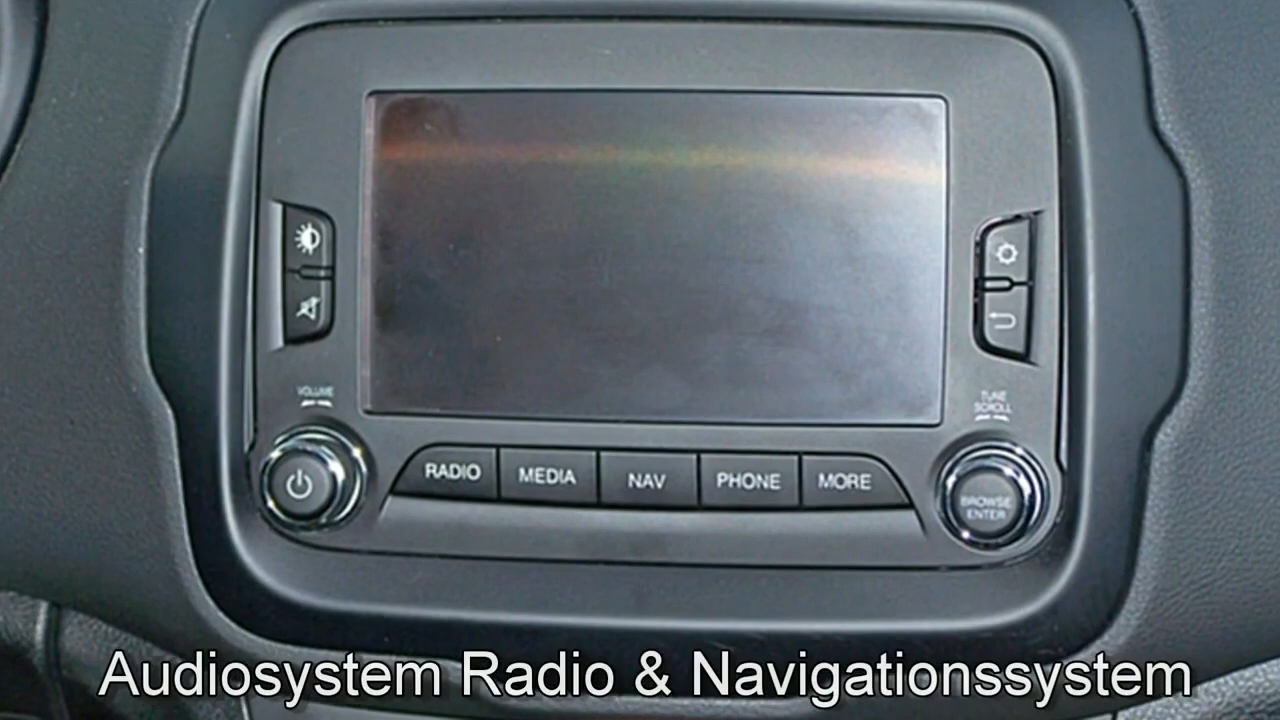 VOLUME
TUNE
SCROLL
RADIO MEDIA NAV PHONE MORE
BROWSE
ENTER
Audiosystem Radio & Navigationssystem